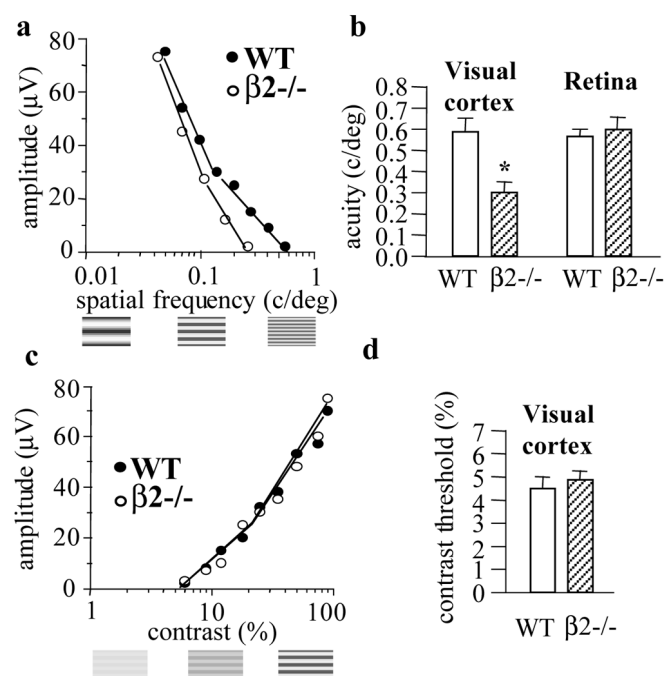 a
80
60
40
20
0
amplitude (μV)
WT
β2-/-
0.01
0.1
1
spatial frequency (c/deg)
b
0.8
0.7
0.6
0.5
0.4
0.3
0.2
0.1
0.0
acuity (c/deg)
Visual
cortex
Retina
*
WT β2-/-
WT β2-/-
c
80
60
40
20
0
amplitude (μV)
WT
β2-/-
1
10
100
contrast (%)
d
7
6
5
4
3
2
1
0
contrast threshold (%)
Visual
cortex
WT β2-/-